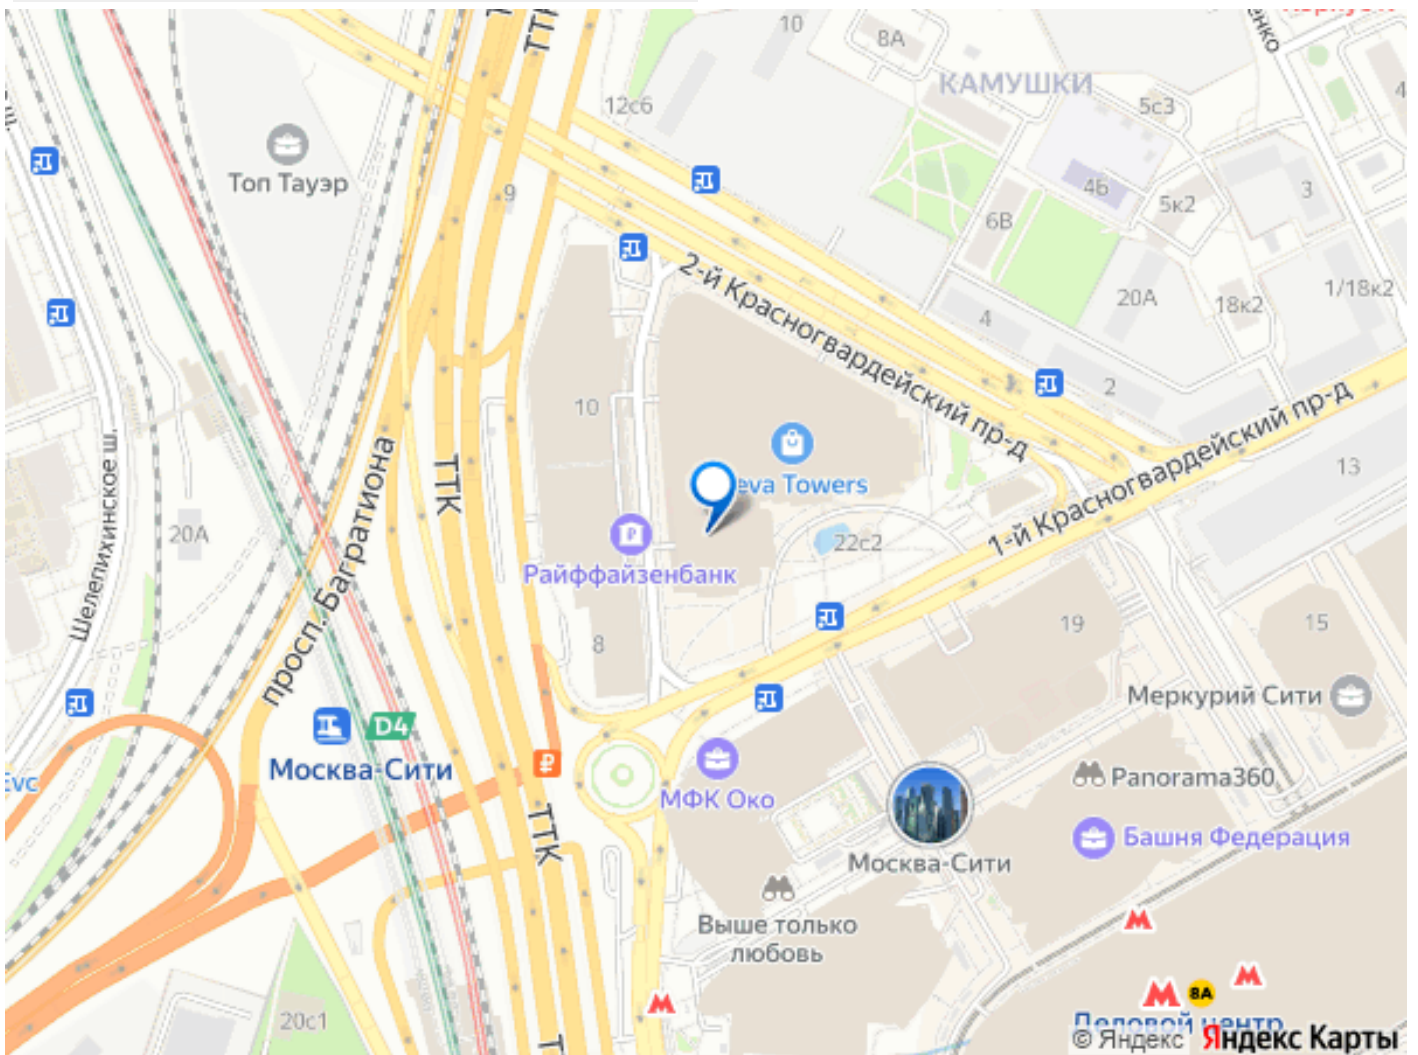 10
8А
КАМУШКИ
12с6
5с3
Топ Тауэр
9
4Б
5к2
3
6В
2-й Красногвардейский пр-д
20А
18к2
1/18к2
4
2
10
ТТК
просп. Багратиона
Шелепихинское ш.
20А
eva Towers
1-й Красногвардейский пр-д
13
22с2
Райффайзенбанк
8
19
15
Меркурий Сити
D4
Москва-Сити
МФК Око
Panorama360
Башня Федерация
Москва-Сити
ТТК
Выше только
любовь
8А
20с1
Деловой центр
© Яндекс Яндекс Карты